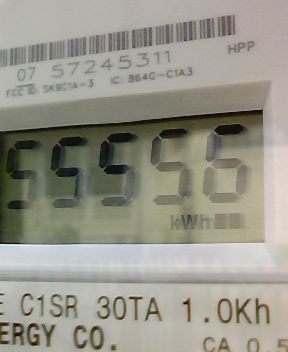 07 57245311
HPP
FCC ID: SK9C1A-3 IC: 864G-C1A3
55556
kWh
E C1SR 30TA 1.0Kh
ERGY CO.
CA 0.5